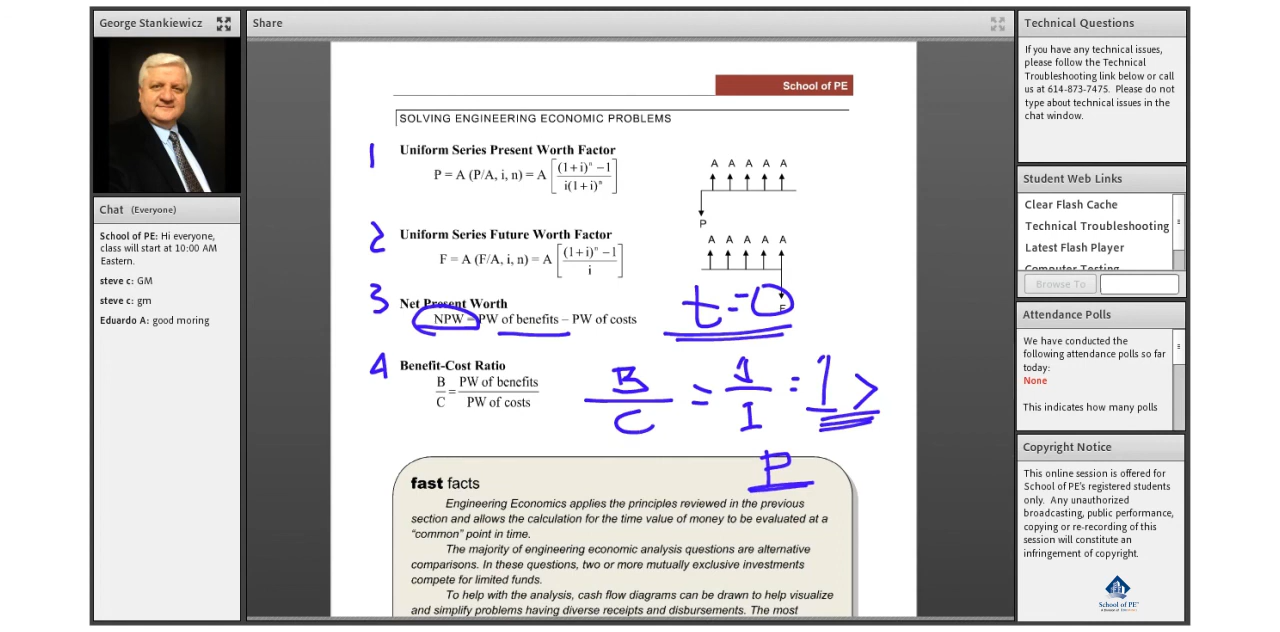 George Stankiewicz
Chat (Everyone)
School of PE: Hi everyone,
class will start at 10:00 AM
Eastern.
steve c: GM
steve c: gm
Eduardo A: good moring
Share
School of PE
SOLVING ENGINEERING ECONOMIC PROBLEMS
1
Uniform Series Present Worth Factor
P = A (P/A, i, n) = A [(1+i)ⁿ −1 / i(1+i)ⁿ]
A A A A A
P
2
Uniform Series Future Worth Factor
F = A (F/A, i, n) = A [(1+i)ⁿ −1 / i]
A A A A A
F
3
Net Present Worth
NPW = PW of benefits – PW of costs
t=0
4
Benefit-Cost Ratio
B/C = PW of benefits / PW of costs
B/C = 1/1 = 1 >
P
fast facts
Engineering Economics applies the principles reviewed in the previous
section and allows the calculation for the time value of money to be evaluated at a
“common” point in time.
The majority of engineering economic analysis questions are alternative
comparisons. In these questions, two or more mutually exclusive investments
compete for limited funds.
To help with the analysis, cash flow diagrams can be drawn to help visualize
and simplify problems having diverse receipts and disbursements. The most
Technical Questions
If you have any technical issues,
please follow the Technical
Troubleshooting link below or call
us at 614-873-7475. Please do not
type about technical issues in the
chat window.
Student Web Links
Clear Flash Cache
Technical Troubleshooting
Latest Flash Player
Computer Testing
Browse To
Attendance Polls
We have conducted the
following attendance polls so far
today:
None
This indicates how many polls
Copyright Notice
This online session is offered for
School of PE's registered students
only. Any unauthorized
broadcasting, public performance,
copying or re-recording of this
session will constitute an
infringement of copyright.
School of PE